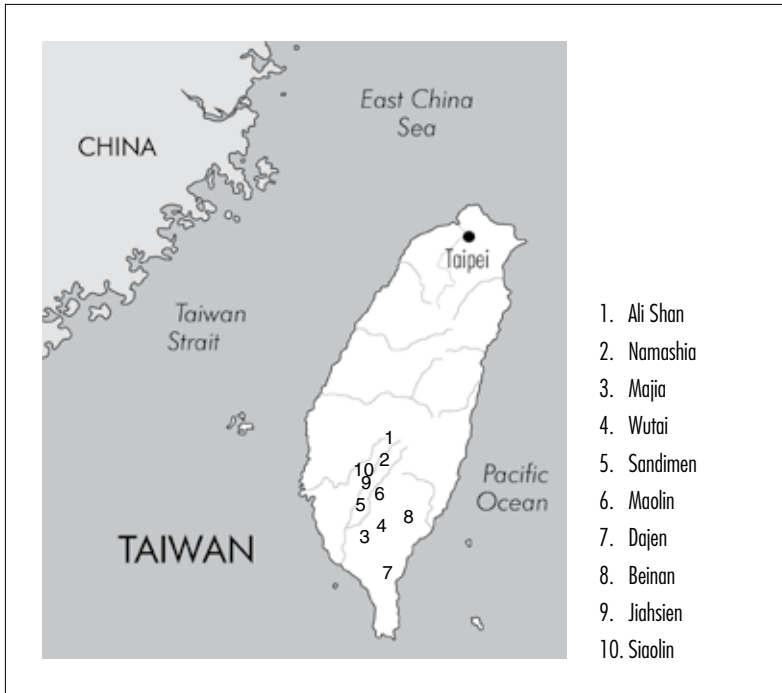 East China
Sea
CHINA
Taipei
Taiwan
Strait
1
2
10
9
6
5
8
4
3
7
Pacific
Ocean
TAIWAN
1. Ali Shan
2. Namashia
3. Majia
4. Wutai
5. Sandimen
6. Maolin
7. Dajen
8. Beinan
9. Jiahsien
10. Siaolin